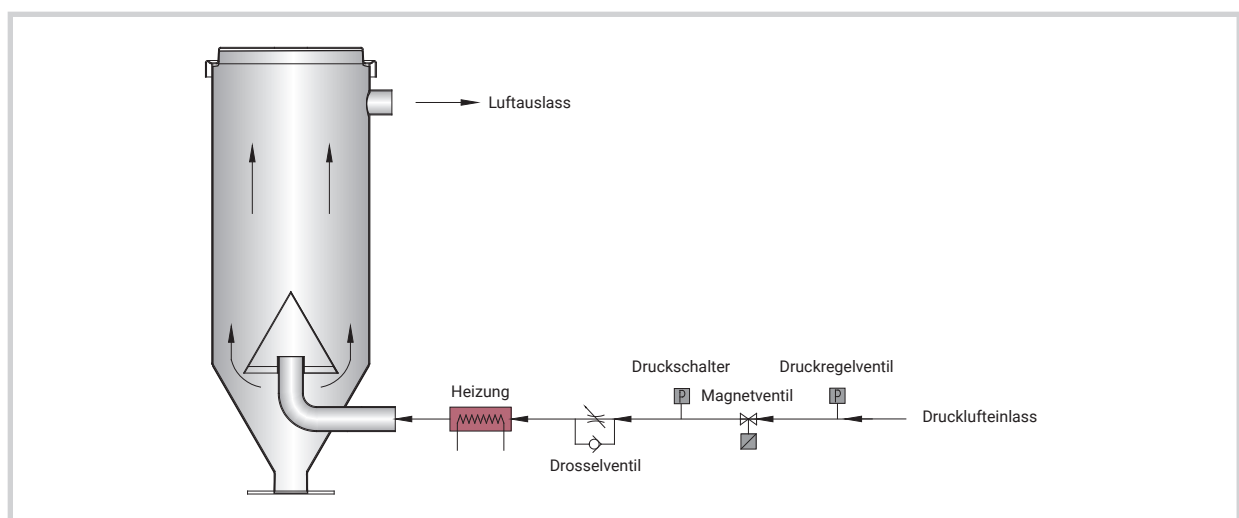 Luftauslass
Druckschalter
Druckregelventil
P
P
Heizung
Magnetventil
Drucklufteinlass
Drosselventil